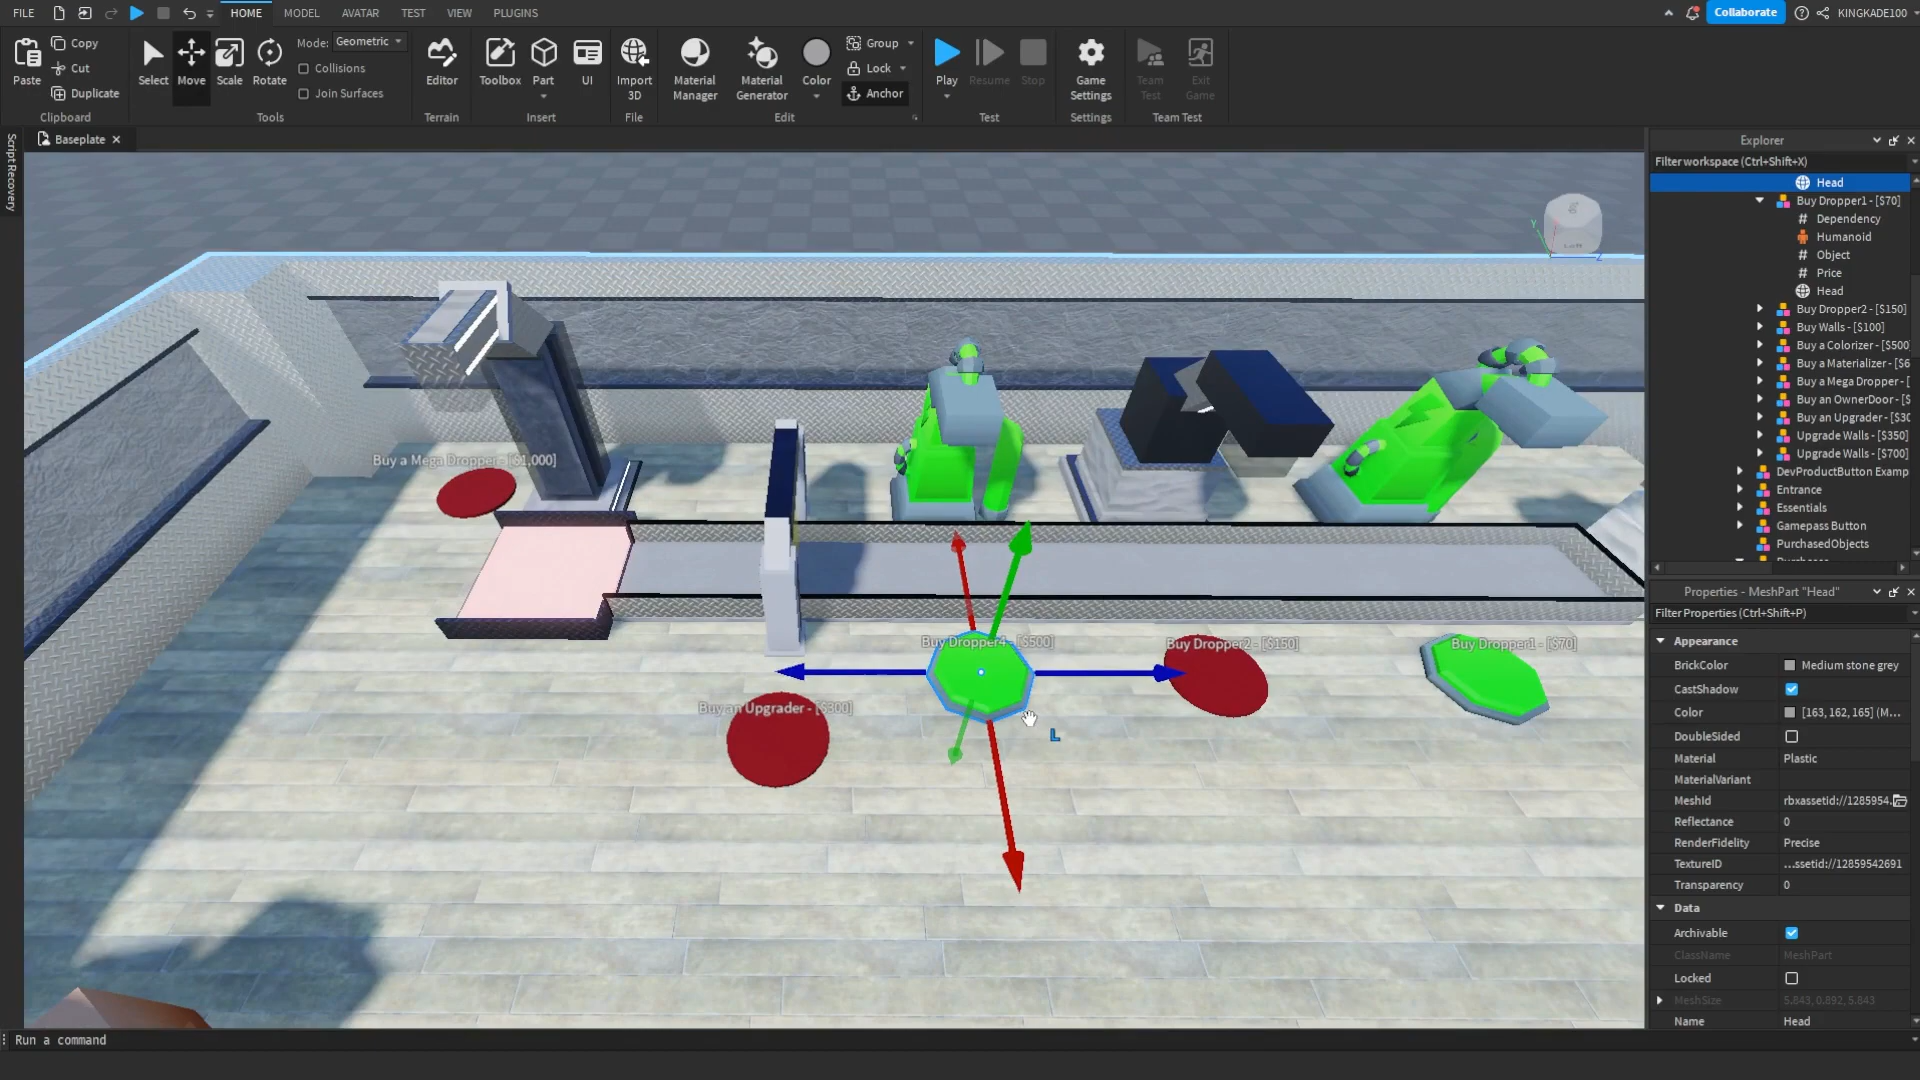 FILE
HOME
MODEL
AVATAR
TEST
VIEW
PLUGINS
Collaborate
KINGKADE100
Paste
Copy
Cut
Duplicate
Clipboard
Select
Move
Scale
Rotate
Mode: Geometric
Collisions
Join Surfaces
Tools
Editor
Terrain
Toolbox
Part
UI
Insert
Import 3D
File
Material Manager
Material Generator
Color
Group
Lock
Anchor
Edit
Play
Resume
Stop
Test
Game Settings
Settings
Team Test
Exit Game
Team Test
Script Recovery
Baseplate
Buy a Mega Dropper - [$1,000]
Buy Dropper4 - [$500]
Buy Dropper2 - [$150]
Buy Dropper1 - [$70]
Buy an Upgrader - [$300]
L
Y
Z
Explorer
Filter workspace (Ctrl+Shift+X)
Head
Buy Dropper1 - [$70]
Dependency
Humanoid
Object
Price
Head
Buy Dropper2 - [$150]
Buy Walls - [$100]
Buy a Colorizer - [$500
Buy a Materializer - [$6
Buy a Mega Dropper - [
Buy an OwnerDoor - [$
Buy an Upgrader - [$30
Upgrade Walls - [$350]
Upgrade Walls - [$700]
DevProductButton Examp
Entrance
Essentials
Gamepass Button
PurchasedObjects
Properties - MeshPart "Head"
Filter Properties (Ctrl+Shift+P)
Appearance
BrickColor Medium stone grey
CastShadow
Color [163, 162, 165] (M...
DoubleSided
Material Plastic
MaterialVariant
MeshId rbxassetid://1285954.
Reflectance 0
RenderFidelity Precise
TextureID ...ssetid://12859542691
Transparency 0
Data
Archivable
ClassName MeshPart
Locked
MeshSize 5.843, 0.892, 5.843
Name Head
Run a command